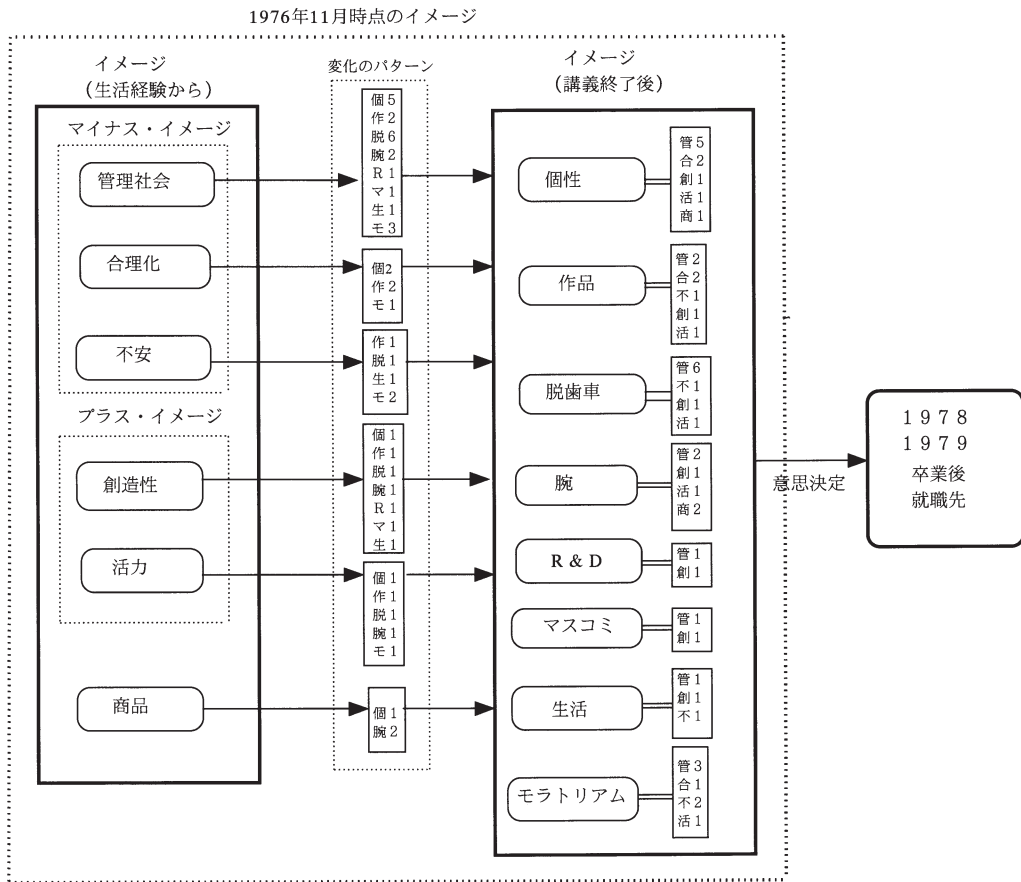 1976年11月時点のイメージ
イメージ
（生活経験から）
マイナス・イメージ
管理社会
合理化
不安
プラス・イメージ
創造性
活力
商品
変化のパターン
個5
作2
脱6
腕2
R1
マ1
生1
モ3
個2
作2
モ1
作1
脱1
生1
モ2
個1
作1
脱1
腕1
R1
マ1
生1
個1
作1
脱1
腕1
モ1
個1
腕2
イメージ
（講義終了後）
個性
管5
合2
創1
活1
商1
作品
管2
合2
不1
創1
活1
脱歯車
管6
不1
創1
活1
腕
管2
創1
活1
商2
R & D
管1
創1
マスコミ
管1
創1
生活
管1
創1
不1
モラトリアム
管3
合1
不2
活1
意思決定
1978
1979
卒業後
就職先